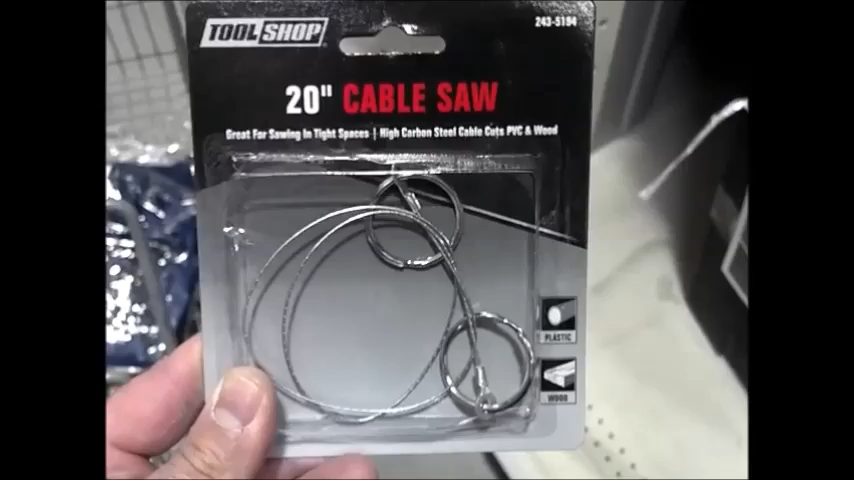 TOOL SHOP
243-5194
20" CABLE SAW
Great For Sawing In Tight Spaces | High Carbon Steel Cable Cuts PVC & Wood
PLASTIC
WOOD